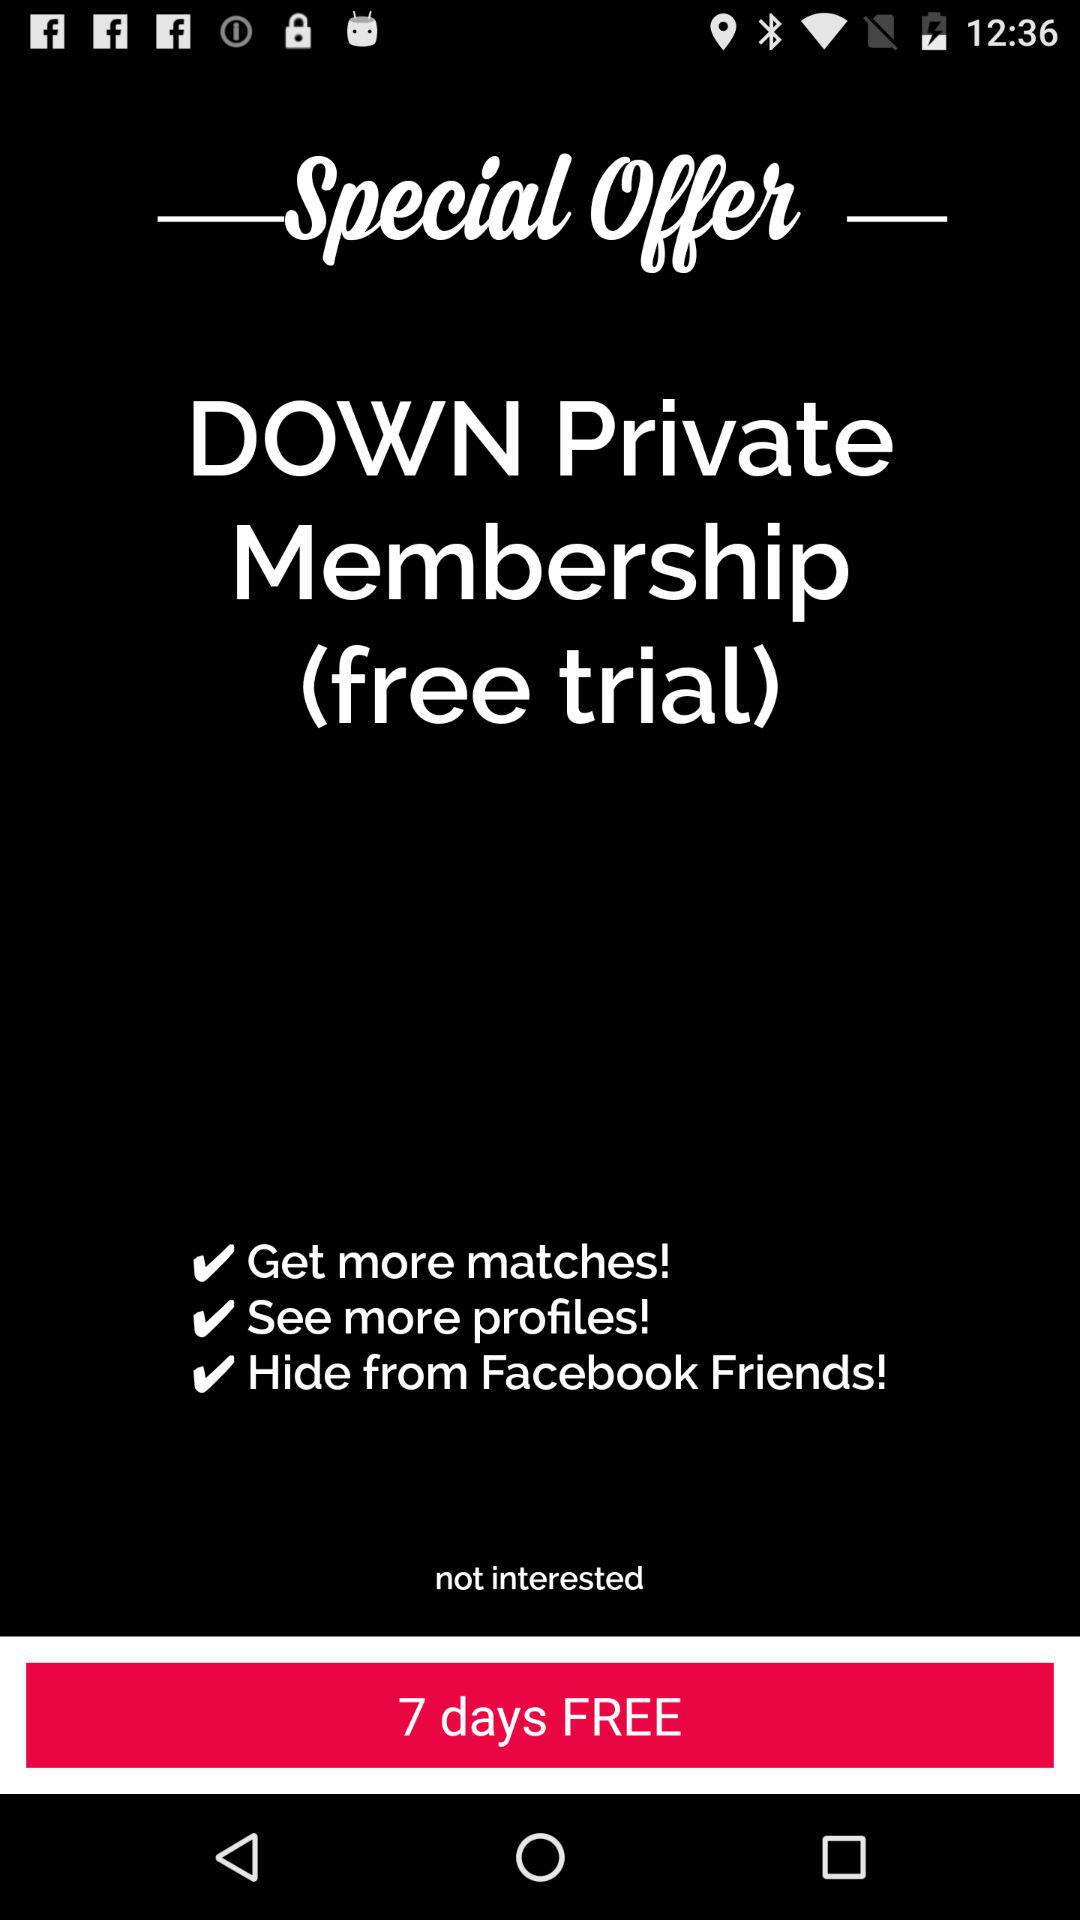 12:36
Special Offer
DOWN Private
Membership
(free trial)
✔ Get more matches!
✔ See more profiles!
✔ Hide from Facebook Friends!
not interested
7 days FREE